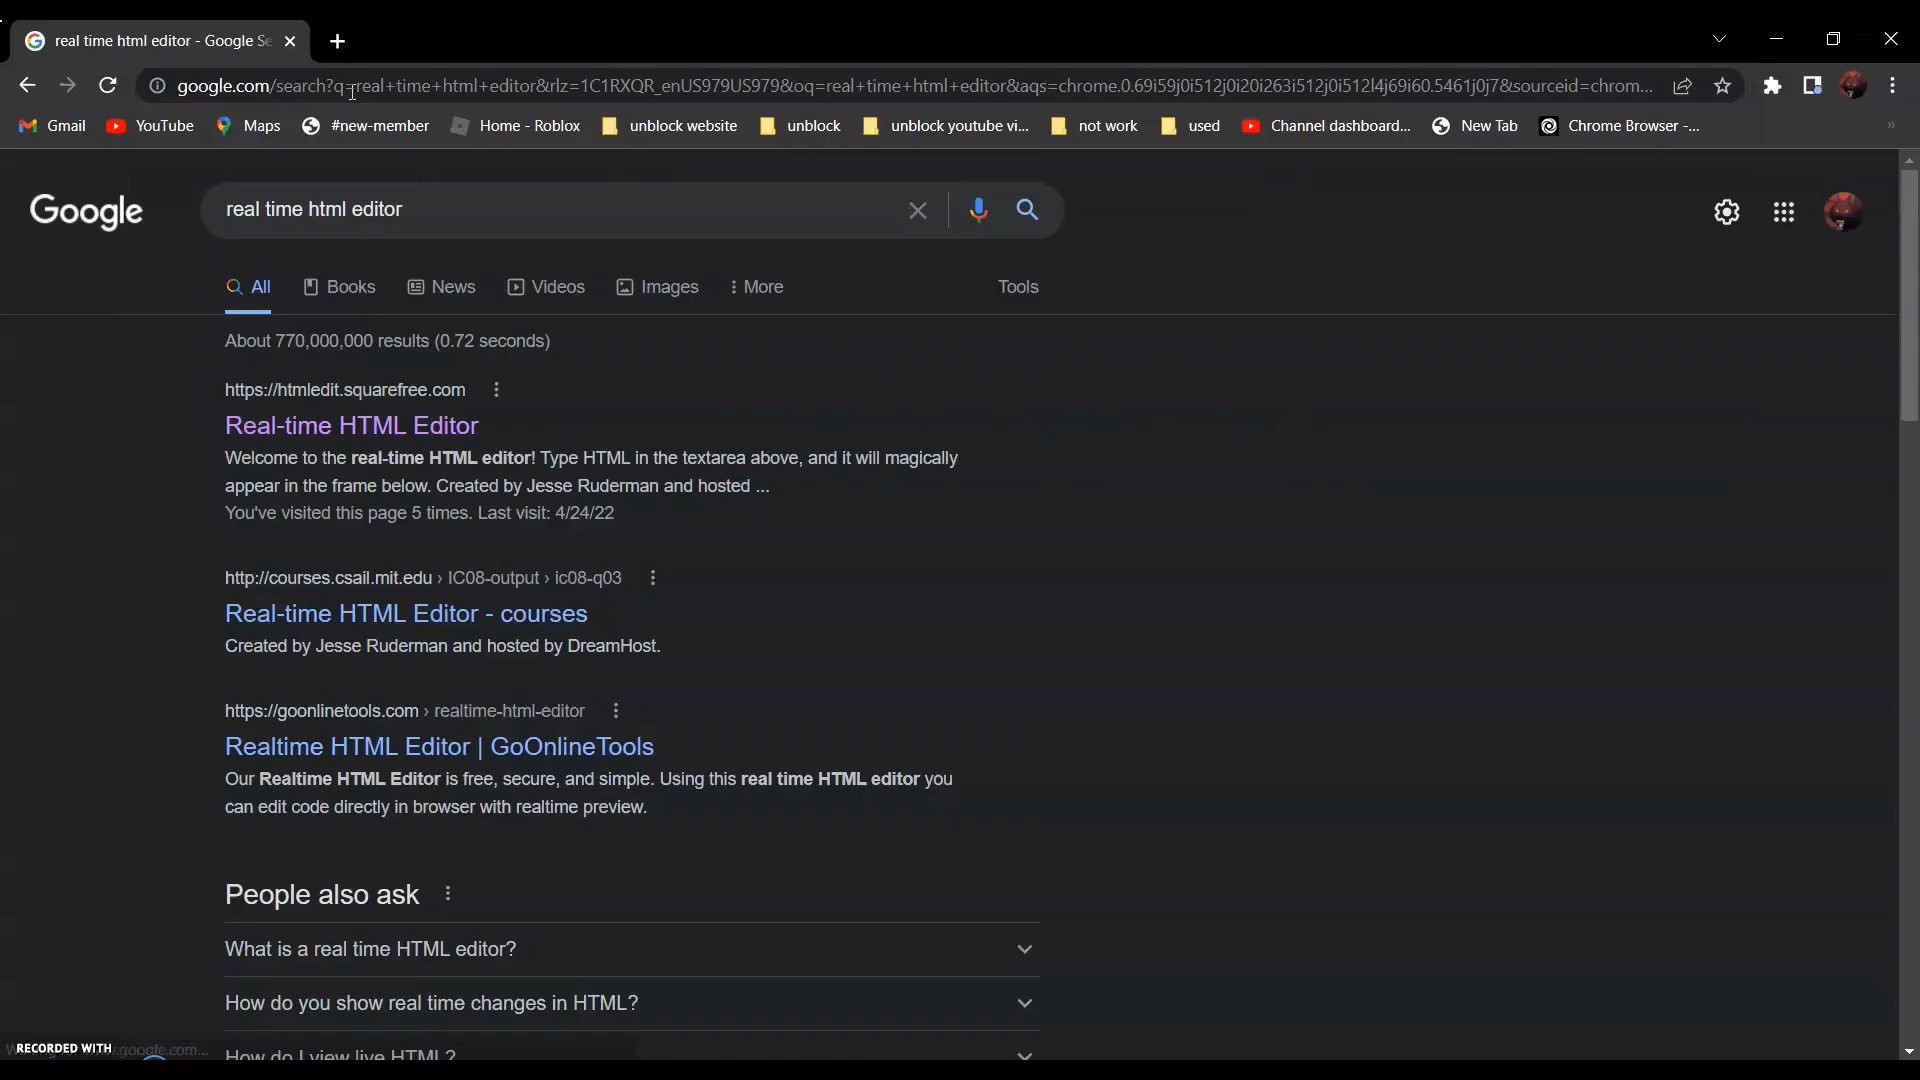 real time html editor - Google Se
google.com/search?q=real+time+html+editor&rlz=1C1RXQR_enUS979US979&oq=real+time+html+editor&aqs=chrome.0.69i59j0i512j0i20i263i512j0i512l4j69i60.5461j0j7&sourceid=chrom...
Gmail YouTube Maps #new-member Home - Roblox unblock website unblock unblock youtube vi... not work used Channel dashboard... New Tab Chrome Browser -... »
Google real time html editor
All Books News Videos Images More Tools
About 770,000,000 results (0.72 seconds)
https://htmledit.squarefree.com
Real-time HTML Editor
Welcome to the real-time HTML editor! Type HTML in the textarea above, and it will magically
appear in the frame below. Created by Jesse Ruderman and hosted ...
You've visited this page 5 times. Last visit: 4/24/22
http://courses.csail.mit.edu › IC08-output › ic08-q03
Real-time HTML Editor - courses
Created by Jesse Ruderman and hosted by DreamHost.
https://goonlinetools.com › realtime-html-editor
Realtime HTML Editor | GoOnlineTools
Our Realtime HTML Editor is free, secure, and simple. Using this real time HTML editor you
can edit code directly in browser with realtime preview.
People also ask
What is a real time HTML editor?
How do you show real time changes in HTML?
How do I view live HTML?
RECORDED WITH .google.com...